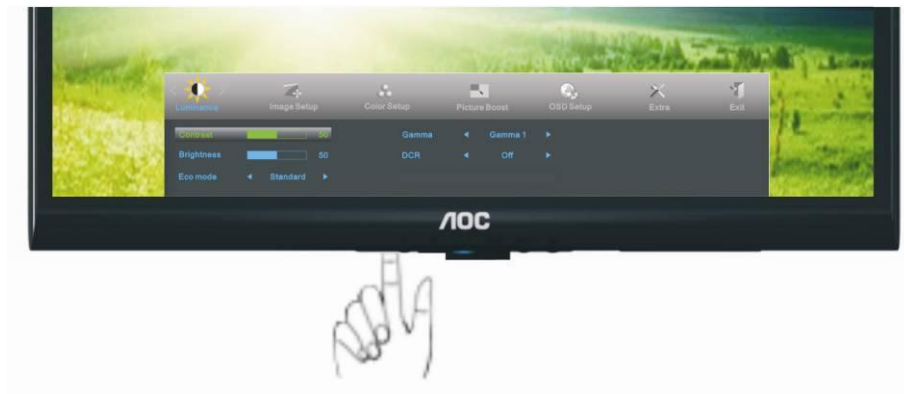 Luminance Image Setup Color Setup Picture Boost OSD Setup Extra Exit
Contrast 50 Gamma Gamma 1
Brightness 50 DCR Off
Eco mode Standard
AOC